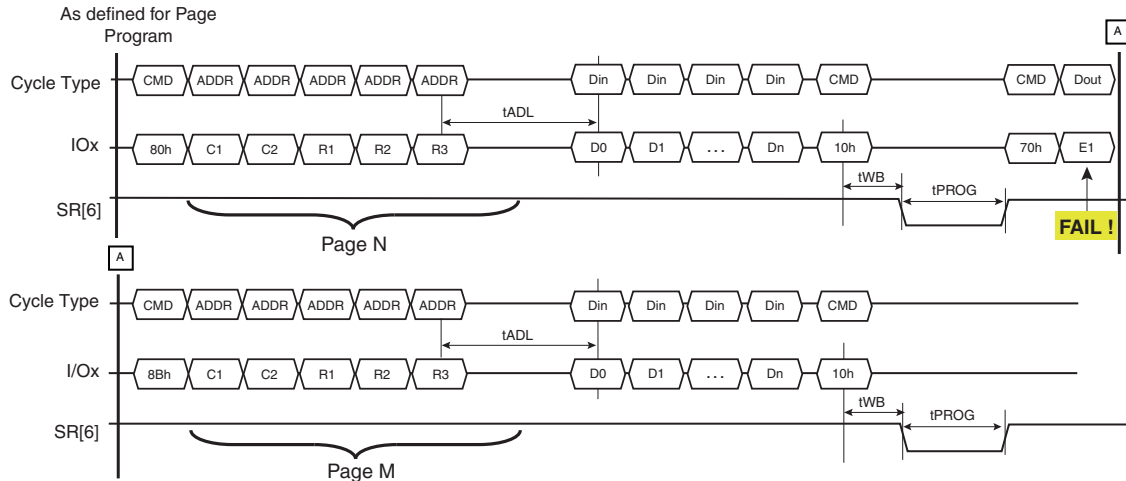 As defined for Page
Program
A
Cycle Type CMD ADDR ADDR ADDR ADDR ADDR Din Din Din Din CMD CMD Dout
tADL
IOx 80h C1 C2 R1 R2 R3 D0 D1 ... Dn 10h 70h E1
tWB tPROG
SR[6]
Page N
FAIL !
A
Cycle Type CMD ADDR ADDR ADDR ADDR ADDR Din Din Din Din CMD
tADL
I/Ox 8Bh C1 C2 R1 R2 R3 D0 D1 ... Dn 10h
tWB tPROG
SR[6]
Page M